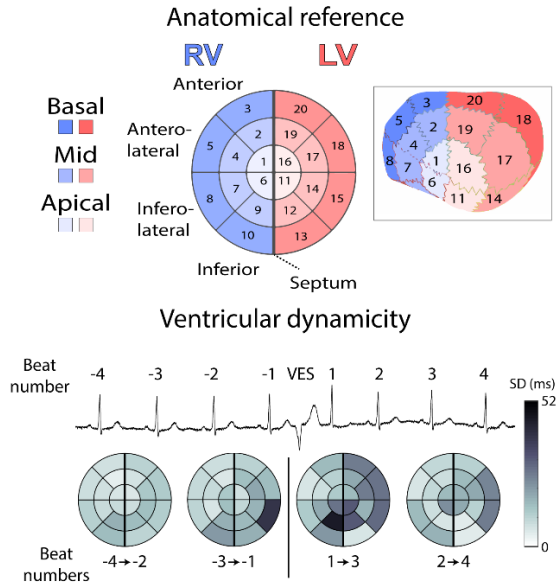 Anatomical reference
RV LV
Anterior
Antero-
lateral
Infero-
lateral
Inferior
Septum
Basal
Mid
Apical
3 20
2 19
5 4 1 16 17 18
8 7 6 11 14 15
9 12
10 13
3 20
5 2 19 18
8 4 7 1 16 17
6 11 14
Ventricular dynamicity
Beat
number
-4 -3 -2 -1 VES 1 2 3 4
SD (ms)
52
0
Beat
numbers
-4→-2 -3→-1 1→3 2→4